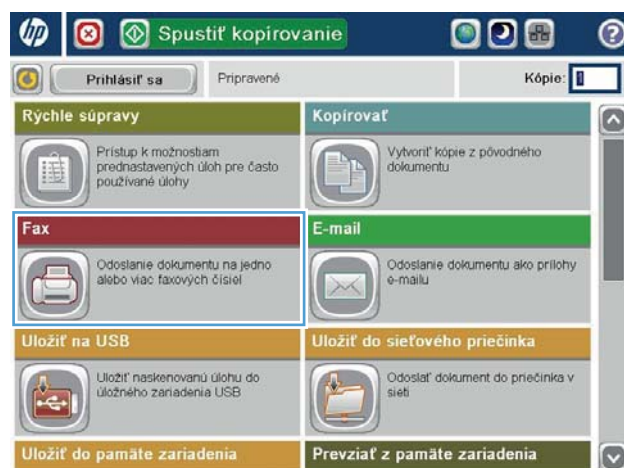 hp
Spustiť kopírovanie
?
Prihlásiť sa
Pripravené
Kópie: 1
Rýchle súpravy
Prístup k možnostiam
prednastavených úloh pre často
používané úlohy
Kopírovať
Vytvoriť kópie z pôvodného
dokumentu
Fax
Odoslanie dokumentu na jedno
alebo viac faxových čísiel
E-mail
Odoslanie dokumentu ako prílohy
e-mailu
Uložiť na USB
Uložiť naskenovanú úlohu do
úložného zariadenia USB
Uložiť do sieťového priečinka
Odoslať dokument do priečinka v
sieti
Uložiť do pamäte zariadenia
Prevziať z pamäte zariadenia